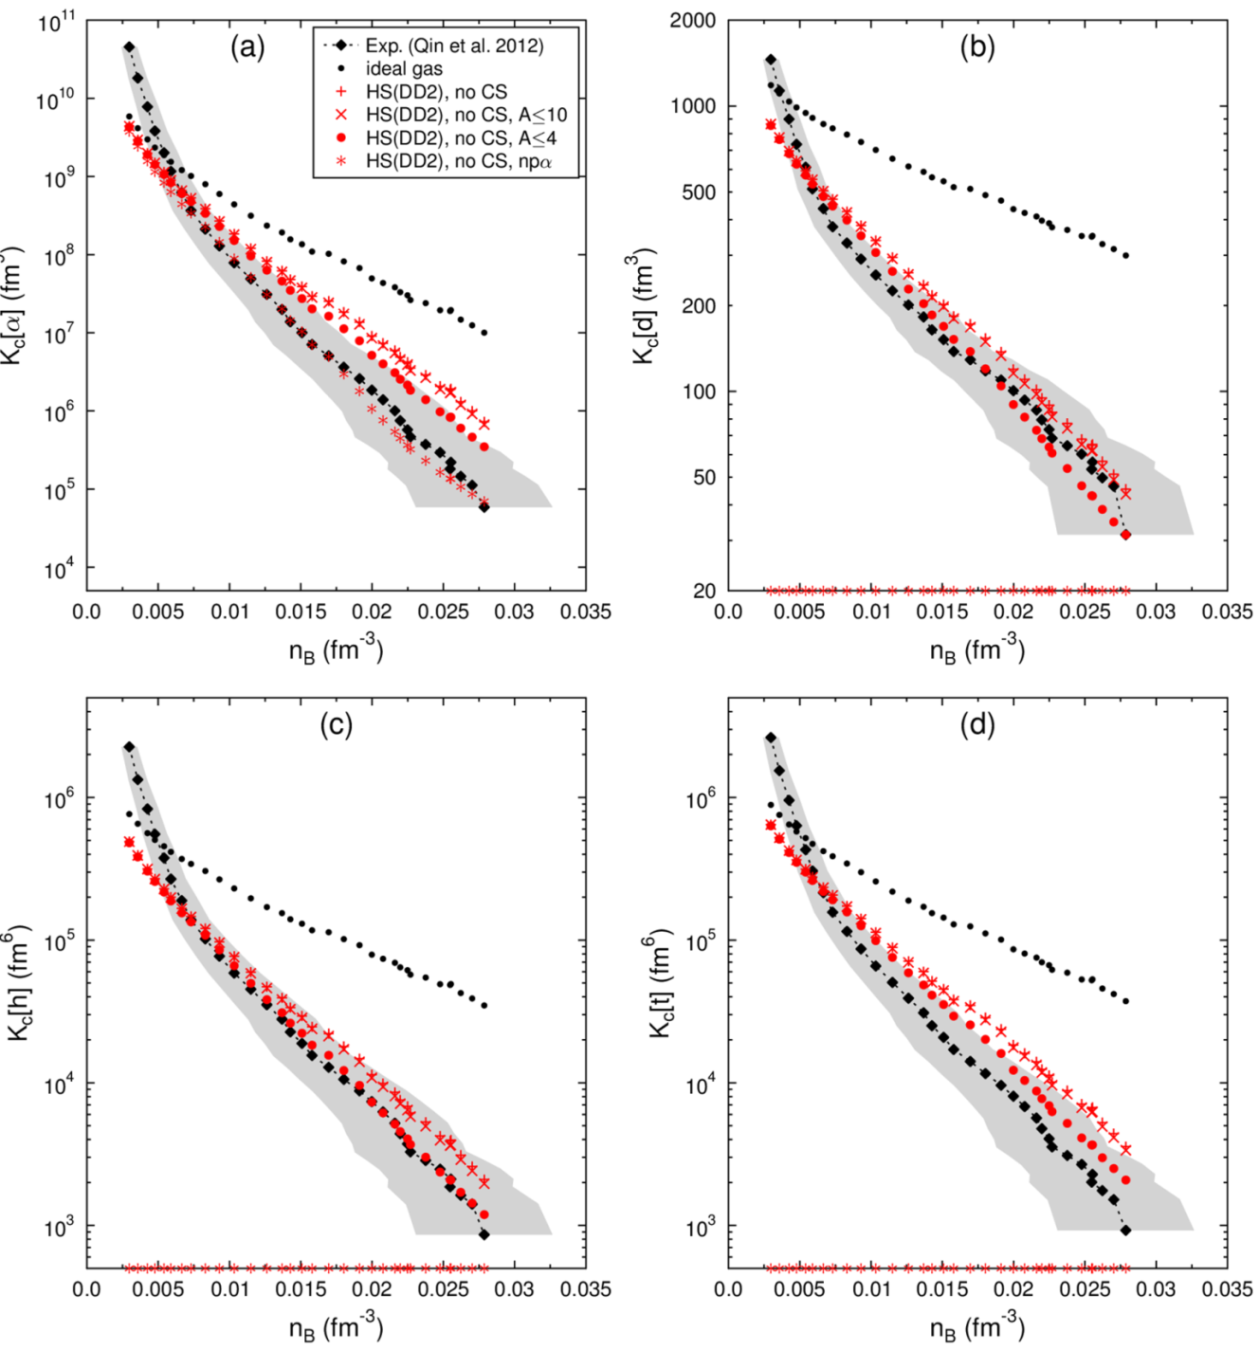 (a)
Exp. (Qin et al. 2012)
ideal gas
HS(DD2), no CS
HS(DD2), no CS, A≤10
HS(DD2), no CS, A≤4
HS(DD2), no CS, npα
10^11
10^10
10^9
10^8
10^7
10^6
10^5
10^4
K_c[α]
0.0 0.005 0.01 0.015 0.02 0.025 0.03 0.035
n_B (fm^-3)
(b)
2000
1000
500
200
100
50
20
K_c[d] (fm^3)
0.0 0.005 0.01 0.015 0.02 0.025 0.03 0.035
n_B (fm^-3)
(c)
10^6
10^5
10^4
10^3
K_c[h] (fm^6)
0.0 0.005 0.01 0.015 0.02 0.025 0.03 0.035
n_B (fm^-3)
(d)
10^6
10^5
10^4
10^3
K_c[t] (fm^6)
0.0 0.005 0.01 0.015 0.02 0.025 0.03 0.035
n_B (fm^-3)